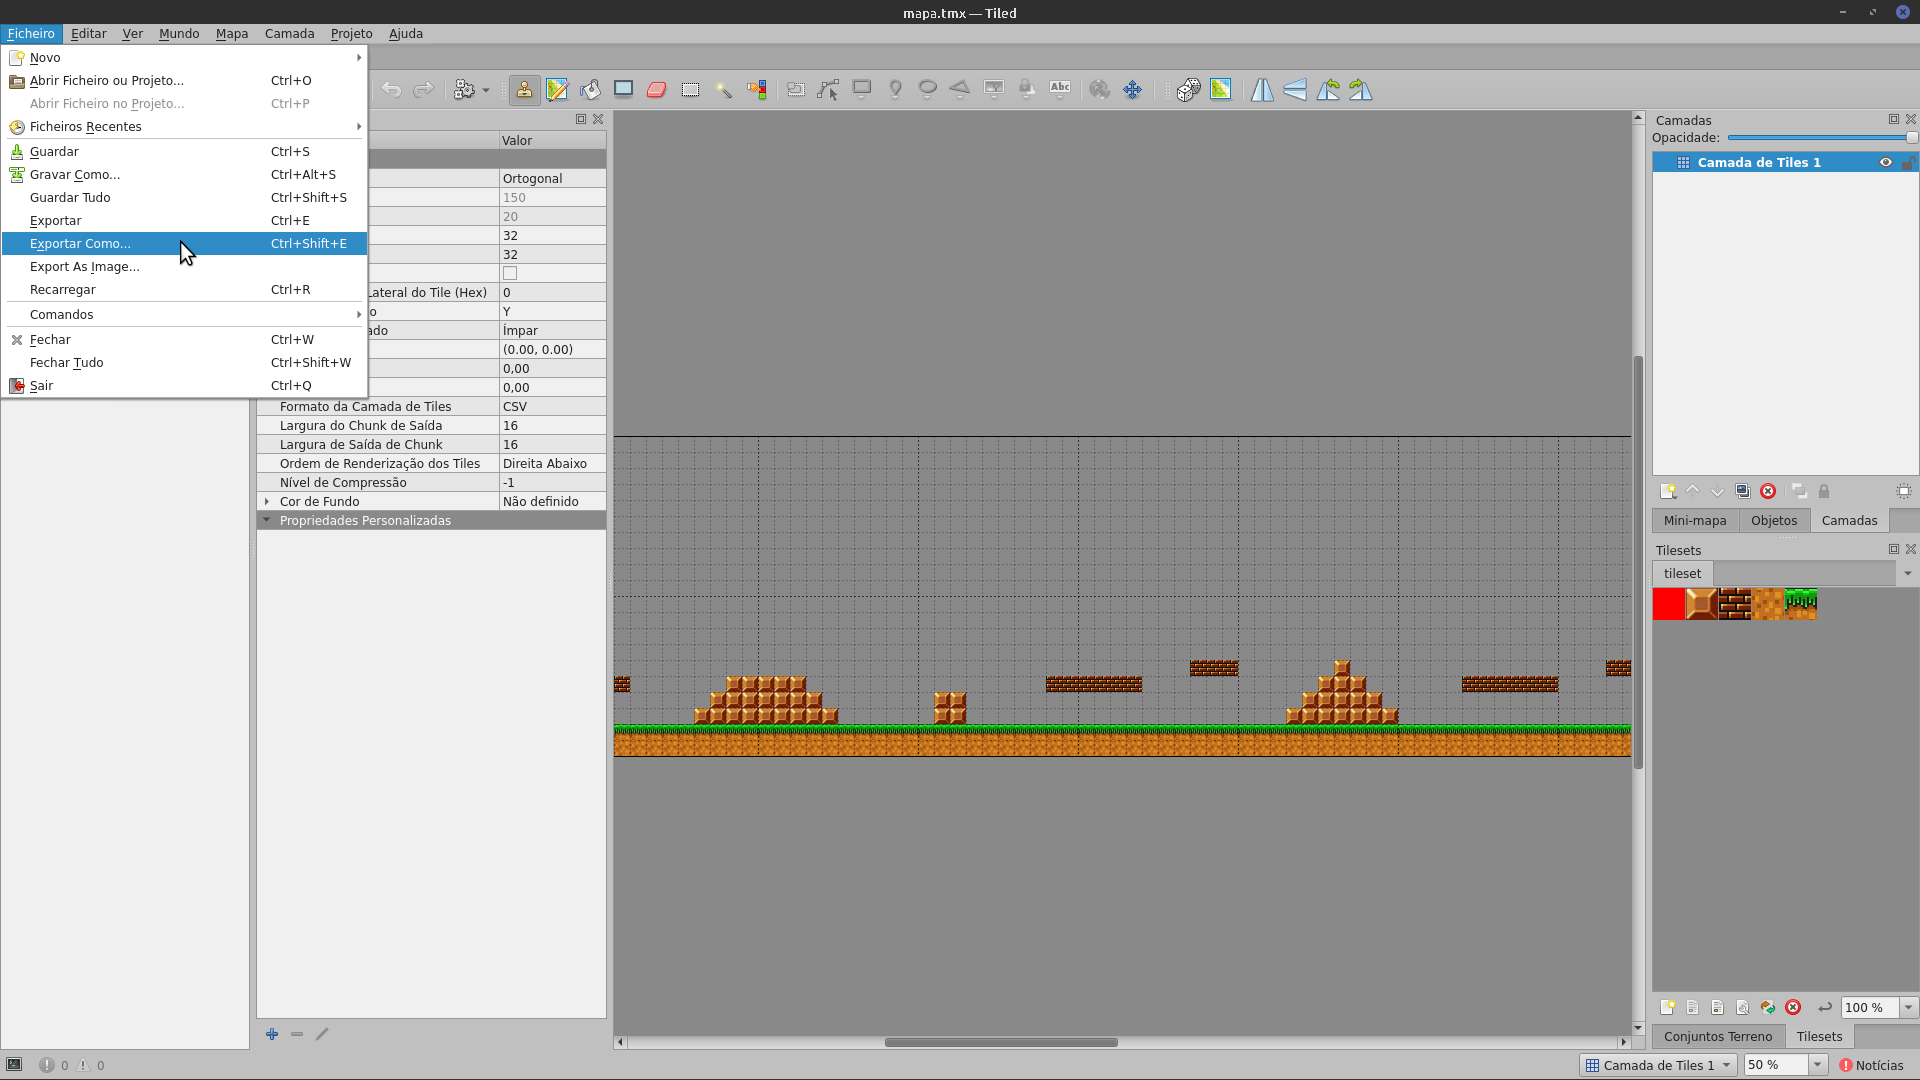 mapa.tmx — Tiled
Ficheiro Editar Ver Mundo Mapa Camada Projeto Ajuda
Novo
Abrir Ficheiro ou Projeto... Ctrl+O
Abrir Ficheiro no Projeto... Ctrl+P
Ficheiros Recentes
Guardar Ctrl+S
Gravar Como... Ctrl+Alt+S
Guardar Tudo Ctrl+Shift+S
Exportar Ctrl+E
Exportar Como... Ctrl+Shift+E
Export As Image...
Recarregar Ctrl+R
Comandos
Fechar Ctrl+W
Fechar Tudo Ctrl+Shift+W
Sair Ctrl+Q
Abc
Valor
Ortogonal
150
20
32
32
Lateral do Tile (Hex) 0
o Y
ado Ímpar
(0.00, 0.00)
0,00
0,00
Formato da Camada de Tiles CSV
Largura do Chunk de Saída 16
Largura de Saída de Chunk 16
Ordem de Renderização dos Tiles Direita Abaixo
Nível de Compressão -1
Cor de Fundo Não definido
Propriedades Personalizadas
Camadas
Opacidade:
Camada de Tiles 1
Mini-mapa Objetos Camadas
Tilesets
tileset
100 %
Conjuntos Terreno Tilesets
0 0
Camada de Tiles 1 50 % Notícias